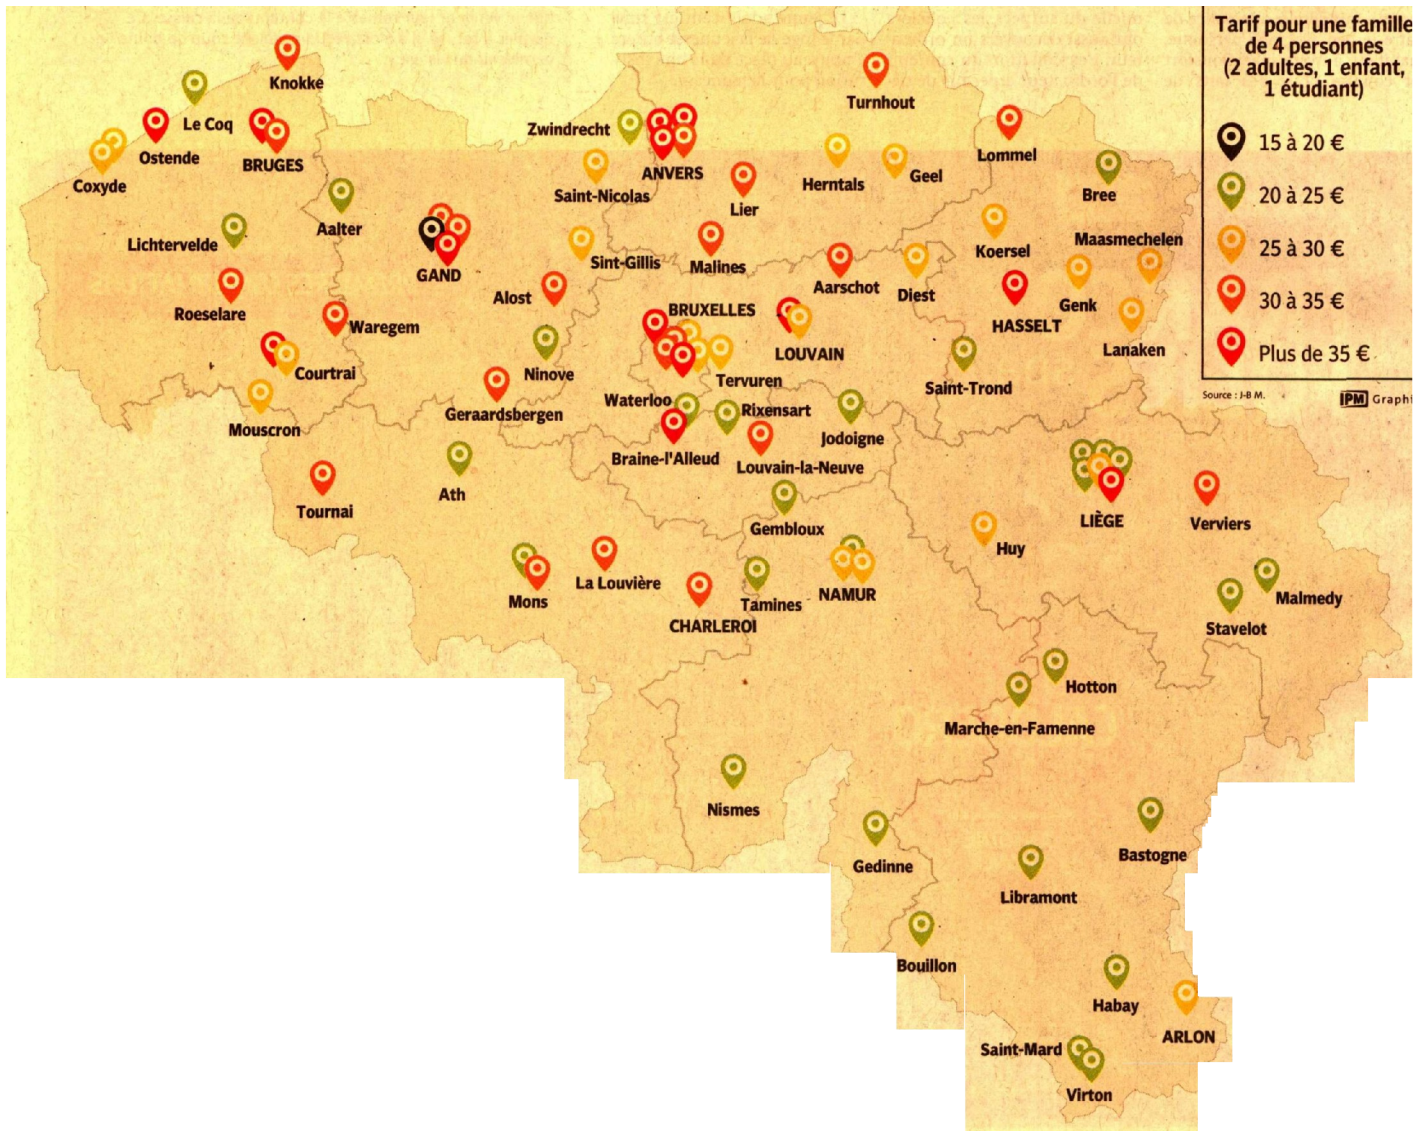 Tarif pour une famille
de 4 personnes
(2 adultes, 1 enfant,
1 étudiant)
15 à 20 €
20 à 25 €
25 à 30 €
30 à 35 €
Plus de 35 €
Source : J-B M.
IPM Graphi
Knokke
Le Coq
Ostende
BRUGES
Coxyde
Zwindrecht
ANVERS
Turnhout
Lommel
Saint-Nicolas
Lier
Herntals
Geel
Bree
Aalter
Lichtervelde
GAND
Sint-Gillis
Malines
Koersel
Maasmechelen
Alost
Aarschot
Diest
Genk
Roeselare
Waregem
BRUXELLES
HASSELT
LOUVAIN
Lanaken
Courtrai
Ninove
Tervuren
Saint-Trond
Geraardsbergen
Waterloo
Rixensart
Mouscron
Jodoigne
Braine-l'Alleud
Louvain-la-Neuve
Ath
Tournai
Gembloux
LIÈGE
Verviers
Huy
La Louvière
Mons
Tamines
NAMUR
CHARLEROI
Malmedy
Stavelot
Hotton
Marche-en-Famenne
Nismes
Gedinne
Bastogne
Libramont
Bouillon
Habay
ARLON
Saint-Mard
Virton